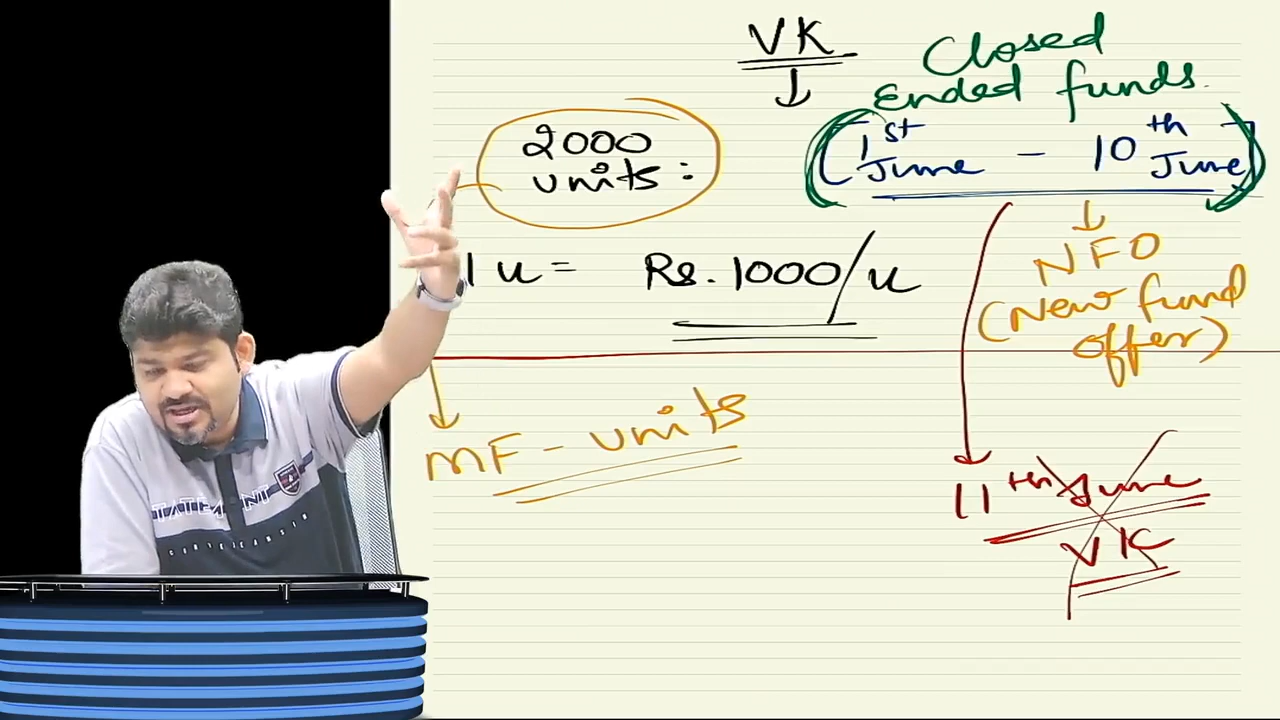 VK
Closed
Ended funds.
2000
units:
(1st June - 10th June)
1 u = Rs. 1000/u
NFO
(New fund
offer)
MF - units
11th June
VK